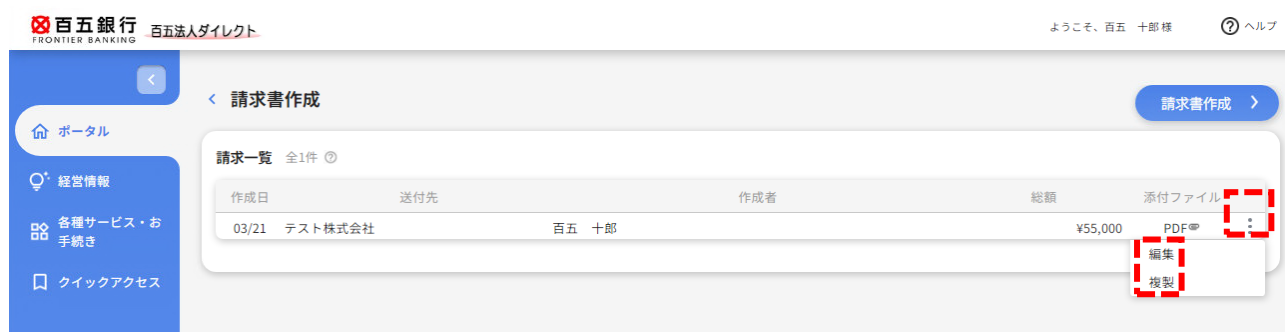 百五銀行 百五法人ダイレクト
FRONTIER BANKING
ようこそ、百五 十郎 様
ヘルプ
ポータル
経営情報
各種サービス・お
手続き
クイックアクセス
請求書作成
請求書作成
請求一覧 全1件
作成日 送付先 作成者 総額 添付ファイル
03/21 テスト株式会社 百五 十郎 ¥55,000 PDF
編集
複製